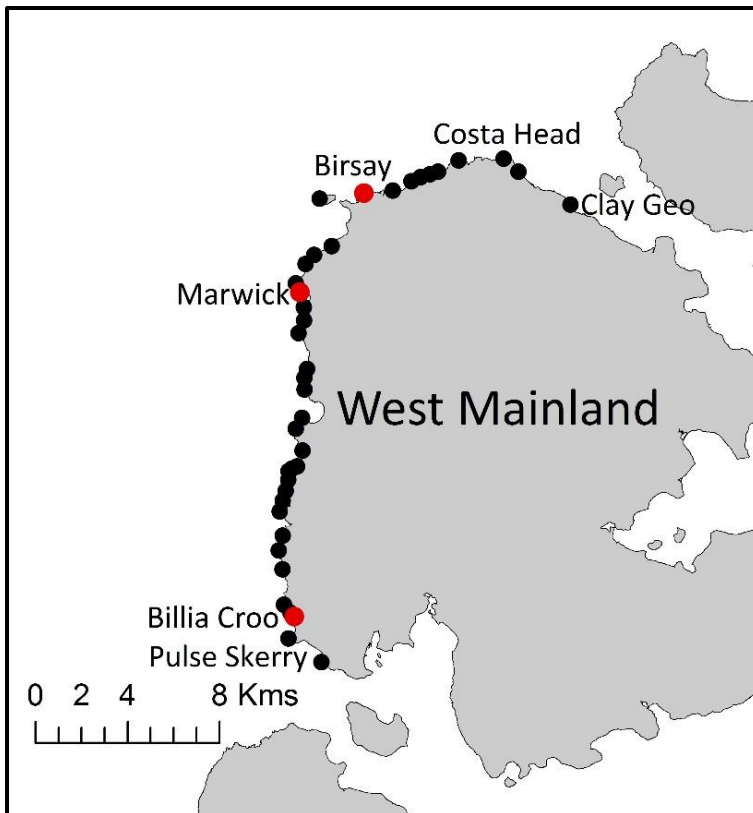 Costa Head
Birsay
Clay Geo
Marwick
West Mainland
Billia Croo
Pulse Skerry
0 2 4 8 Kms